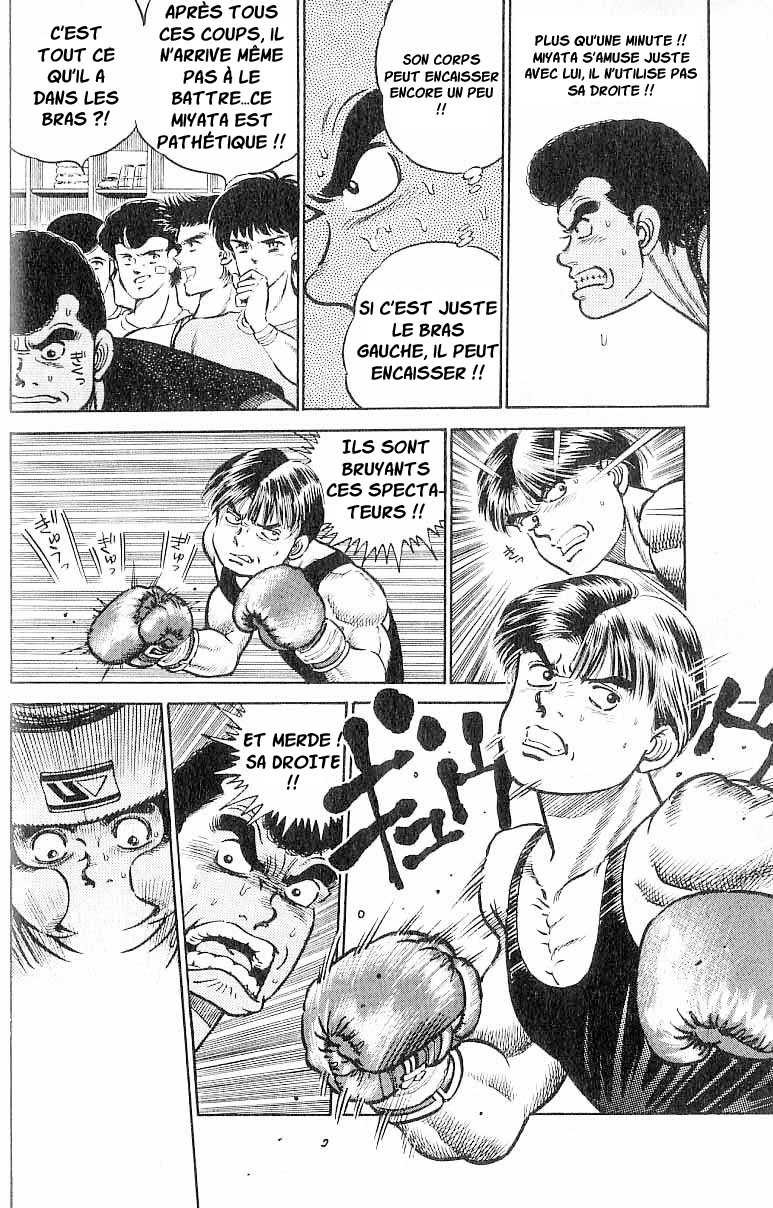 PLUS QU'UNE MINUTE !!
MIYATA S'AMUSE JUSTE
AVEC LUI, IL N'UTILISE PAS
SA DROITE !!
SON CORPS
PEUT ENCAISSER
ENCORE UN PEU
!!
SI C'EST JUSTE
LE BRAS
GAUCHE, IL PEUT
ENCAISSER !!
APRÈS TOUS
CES COUPS, IL
N'ARRIVE MÊME
PAS À LE
BATTRE...CE
MIYATA EST
PATHÉTIQUE !!
C'EST
TOUT CE
QU'IL A
DANS LES
BRAS ?!
ILS SONT
BRUYANTS
CES SPECTA-
TEURS !!
ET MERDE !
SA DROITE
!!